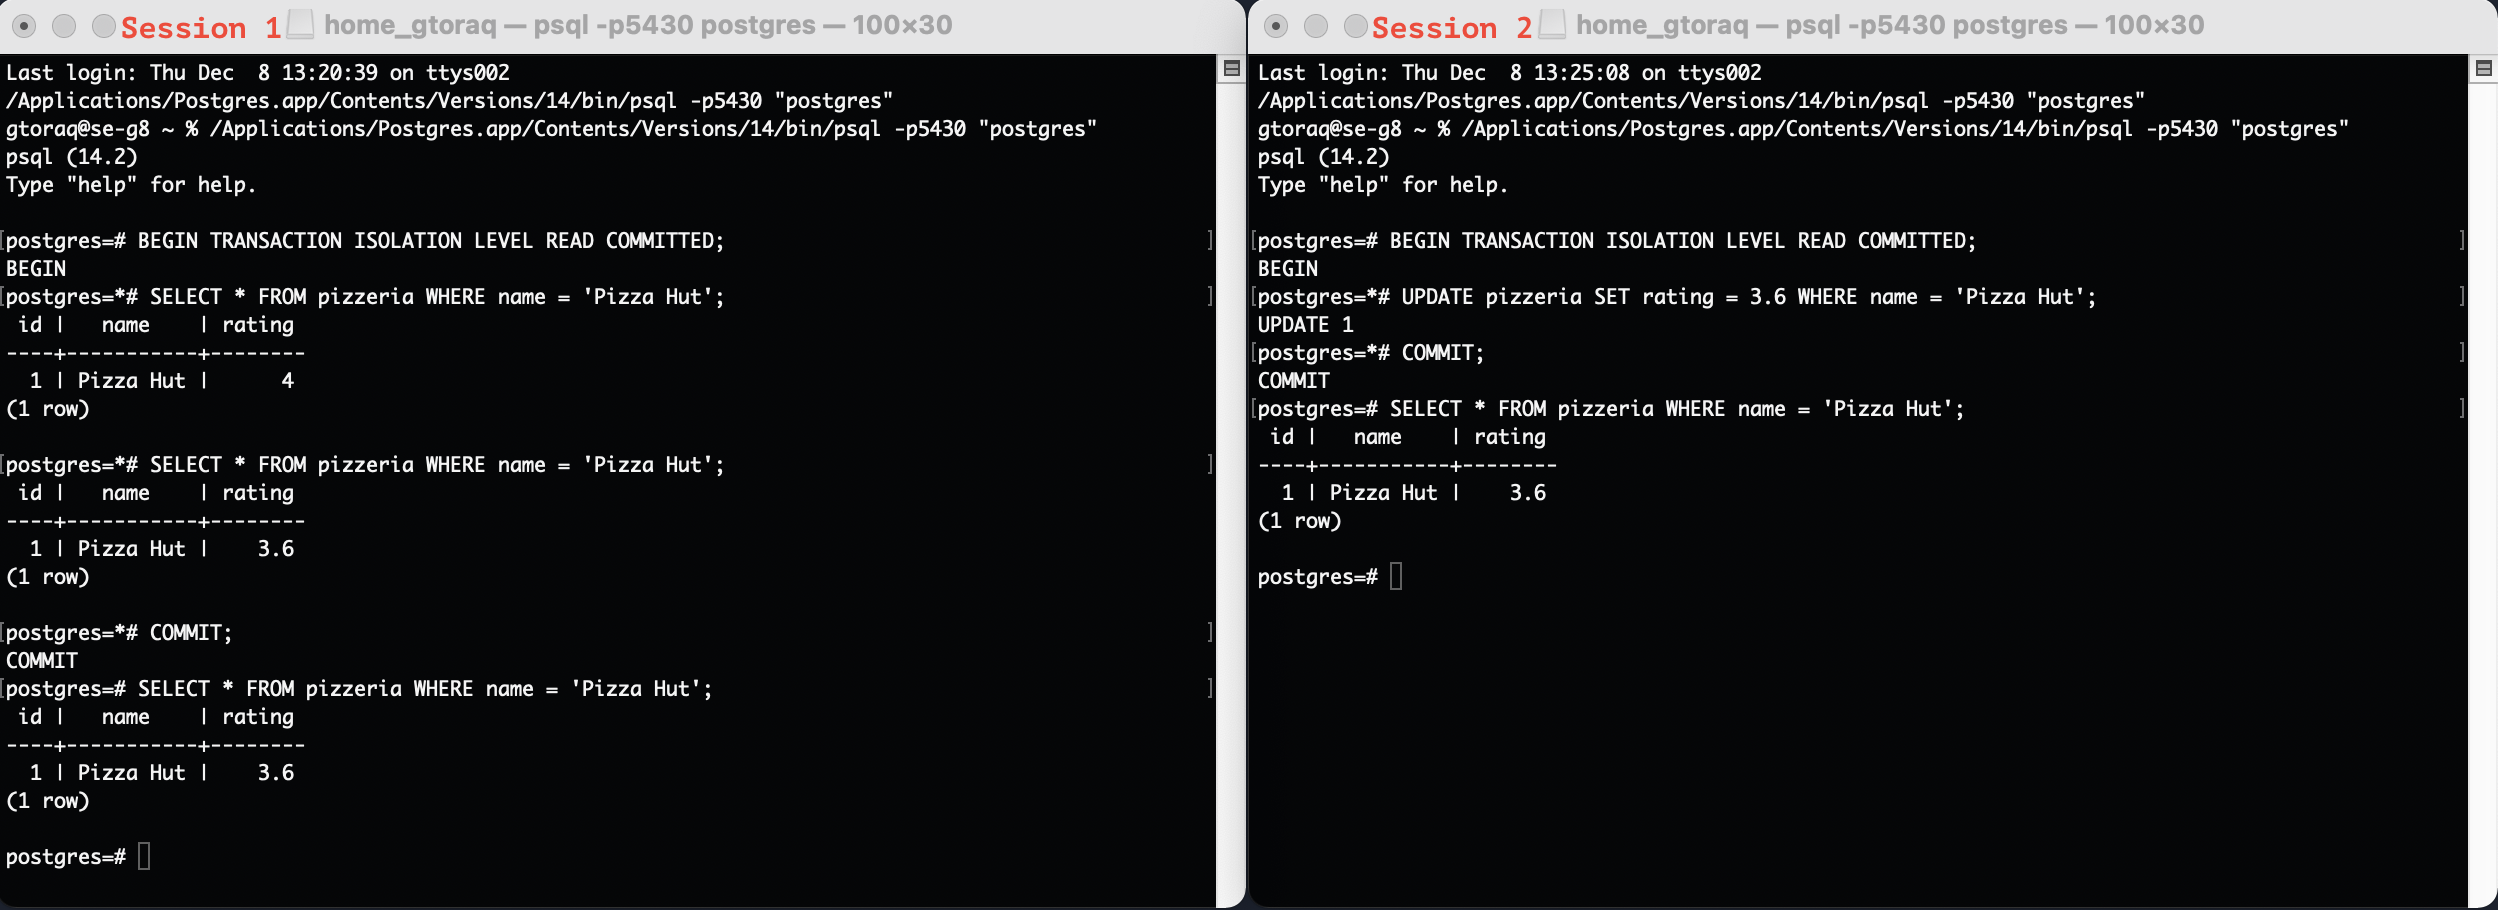 Session 1 home_gtoraq — psql -p5430 postgres — 100×30
Last login: Thu Dec  8 13:20:39 on ttys002
/Applications/Postgres.app/Contents/Versions/14/bin/psql -p5430 "postgres"
gtoraq@se-g8 ~ % /Applications/Postgres.app/Contents/Versions/14/bin/psql -p5430 "postgres"
psql (14.2)
Type "help" for help.

[postgres=# BEGIN TRANSACTION ISOLATION LEVEL READ COMMITTED; ]
BEGIN
[postgres=*# SELECT * FROM pizzeria WHERE name = 'Pizza Hut'; ]
 id |   name    | rating
----+-----------+--------
  1 | Pizza Hut |      4
(1 row)

[postgres=*# SELECT * FROM pizzeria WHERE name = 'Pizza Hut'; ]
 id |   name    | rating
----+-----------+--------
  1 | Pizza Hut |    3.6
(1 row)

[postgres=*# COMMIT; ]
COMMIT
[postgres=# SELECT * FROM pizzeria WHERE name = 'Pizza Hut'; ]
 id |   name    | rating
----+-----------+--------
  1 | Pizza Hut |    3.6
(1 row)

postgres=#
Session 2 home_gtoraq — psql -p5430 postgres — 100×30
Last login: Thu Dec  8 13:25:08 on ttys002
/Applications/Postgres.app/Contents/Versions/14/bin/psql -p5430 "postgres"
gtoraq@se-g8 ~ % /Applications/Postgres.app/Contents/Versions/14/bin/psql -p5430 "postgres"
psql (14.2)
Type "help" for help.

[postgres=# BEGIN TRANSACTION ISOLATION LEVEL READ COMMITTED; ]
BEGIN
[postgres=*# UPDATE pizzeria SET rating = 3.6 WHERE name = 'Pizza Hut'; ]
UPDATE 1
[postgres=*# COMMIT; ]
COMMIT
[postgres=# SELECT * FROM pizzeria WHERE name = 'Pizza Hut'; ]
 id |   name    | rating
----+-----------+--------
  1 | Pizza Hut |    3.6
(1 row)

postgres=#